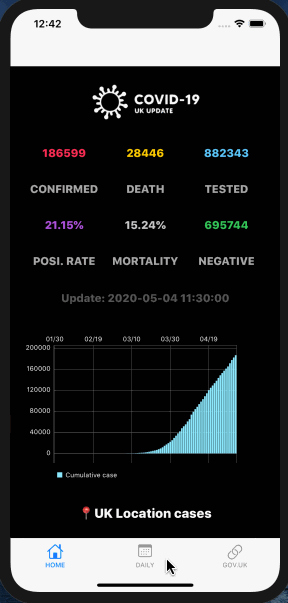 12:42
COVID-19
UK UPDATE
186599 28446 882343
CONFIRMED DEATH TESTED
21.15% 15.24% 695744
POSI. RATE MORTALITY NEGATIVE
Update: 2020-05-04 11:30:00
01/30 02/19 03/10 03/30 04/19
200000
160000
120000
80000
40000
0
Cumulative case
📍UK Location cases
HOME DAILY GOV.UK